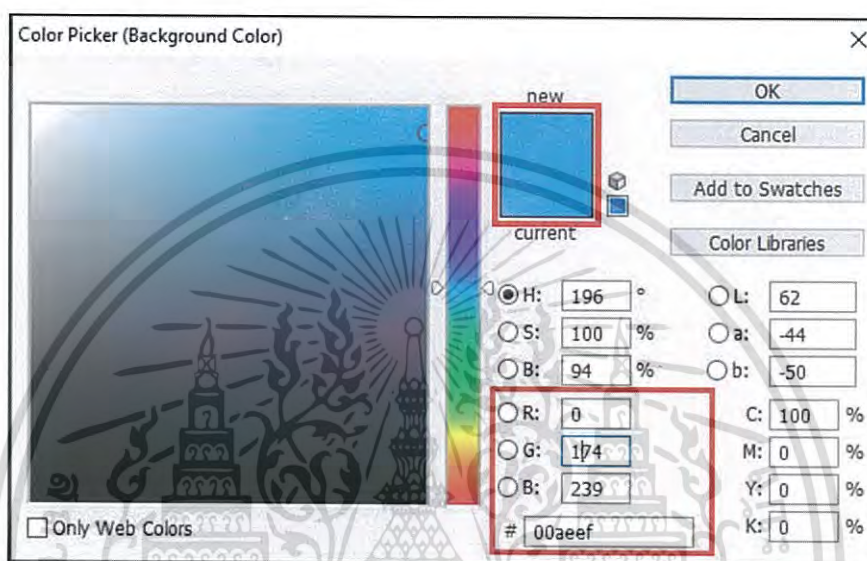 Color Picker (Background Color)
new
current
OK
Cancel
Add to Swatches
Color Libraries
H: 196 °
S: 100 %
B: 94 %
L: 62
a: -44
b: -50
R: 0
G: 174
B: 239
# 00aeef
C: 100 %
M: 0 %
Y: 0 %
K: 0 %
Only Web Colors